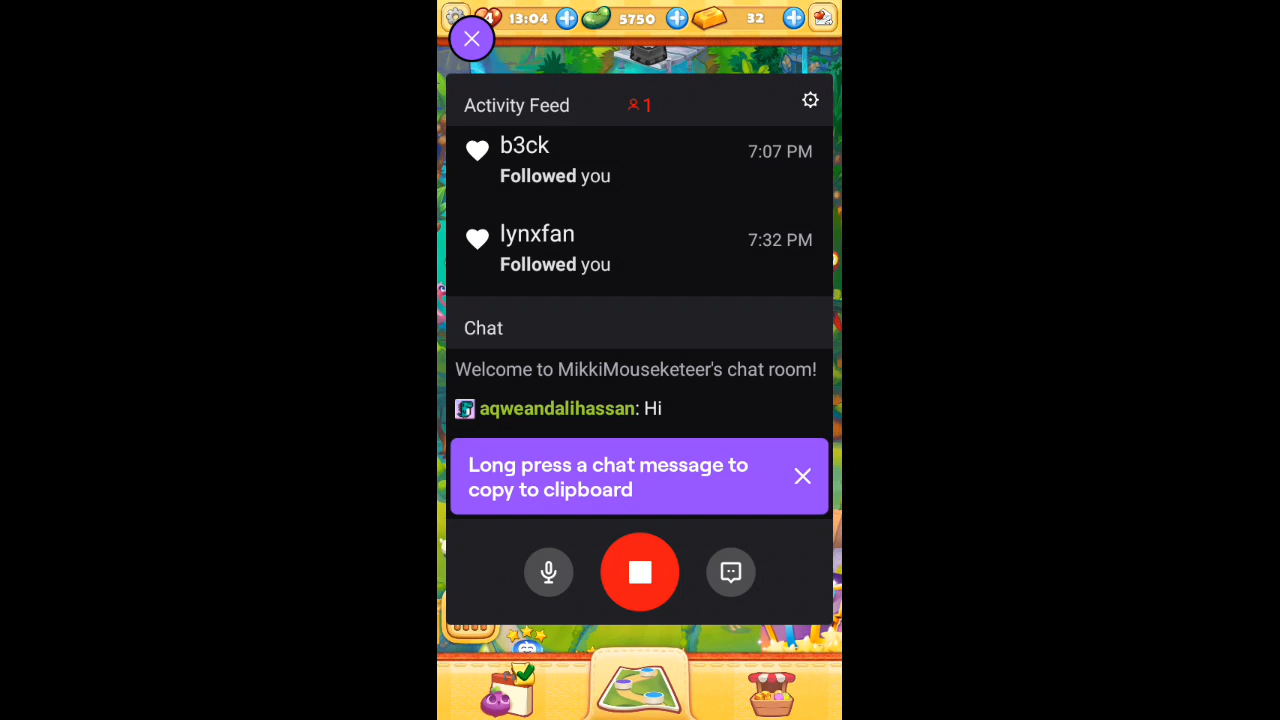 4 13:04 5750 32
Activity Feed 1
b3ck 7:07 PM
Followed you
lynxfan 7:32 PM
Followed you
Chat
Welcome to MikkiMouseketeer's chat room!
aqweandalihassan: Hi
Long press a chat message to
copy to clipboard